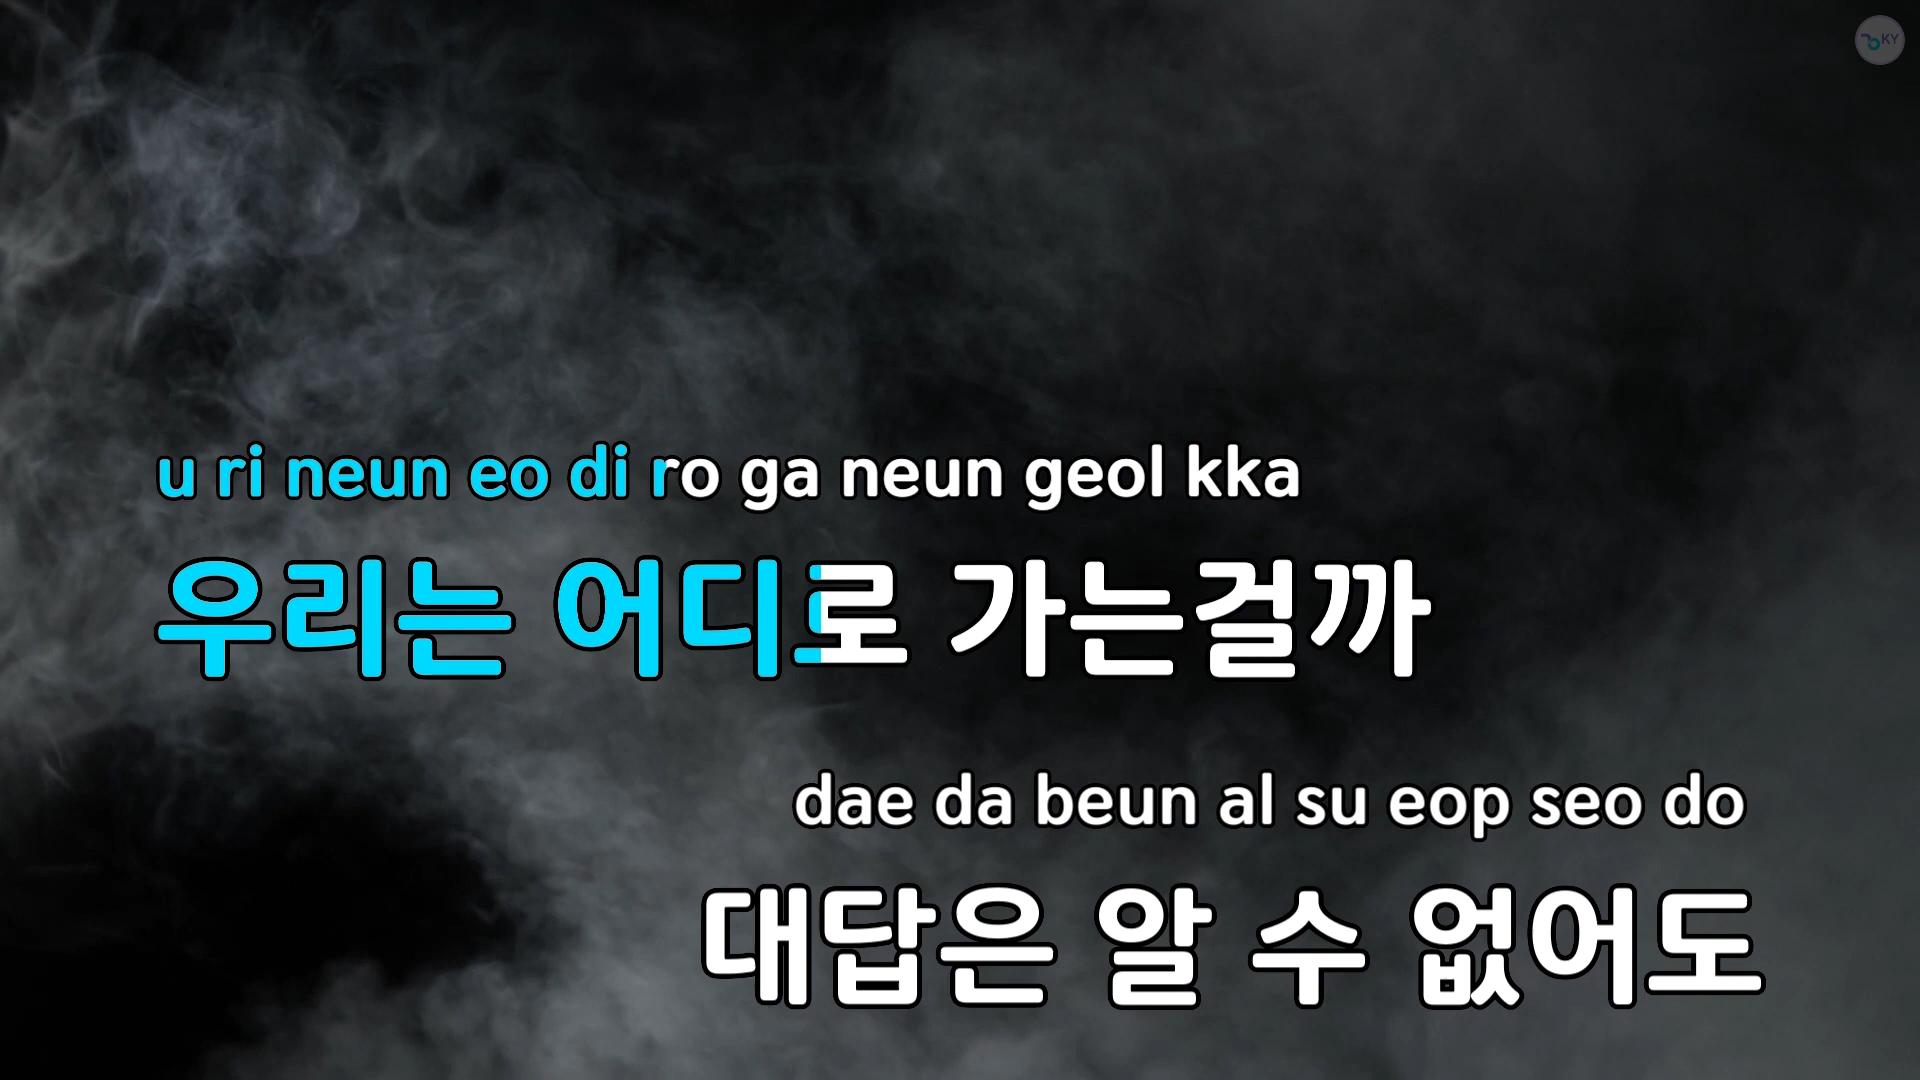 KY
u ri neun eo di ro ga neun geol kka
우리는 어디로 가는걸까
dae da beun al su eop seo do
대답은 알 수 없어도